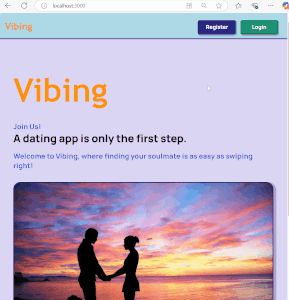 localhost:3000
Vibing
Register
Login
Vibing
Join Us!
A dating app is only the first step.
Welcome to Vibing, where finding your soulmate is as easy as swiping
right!